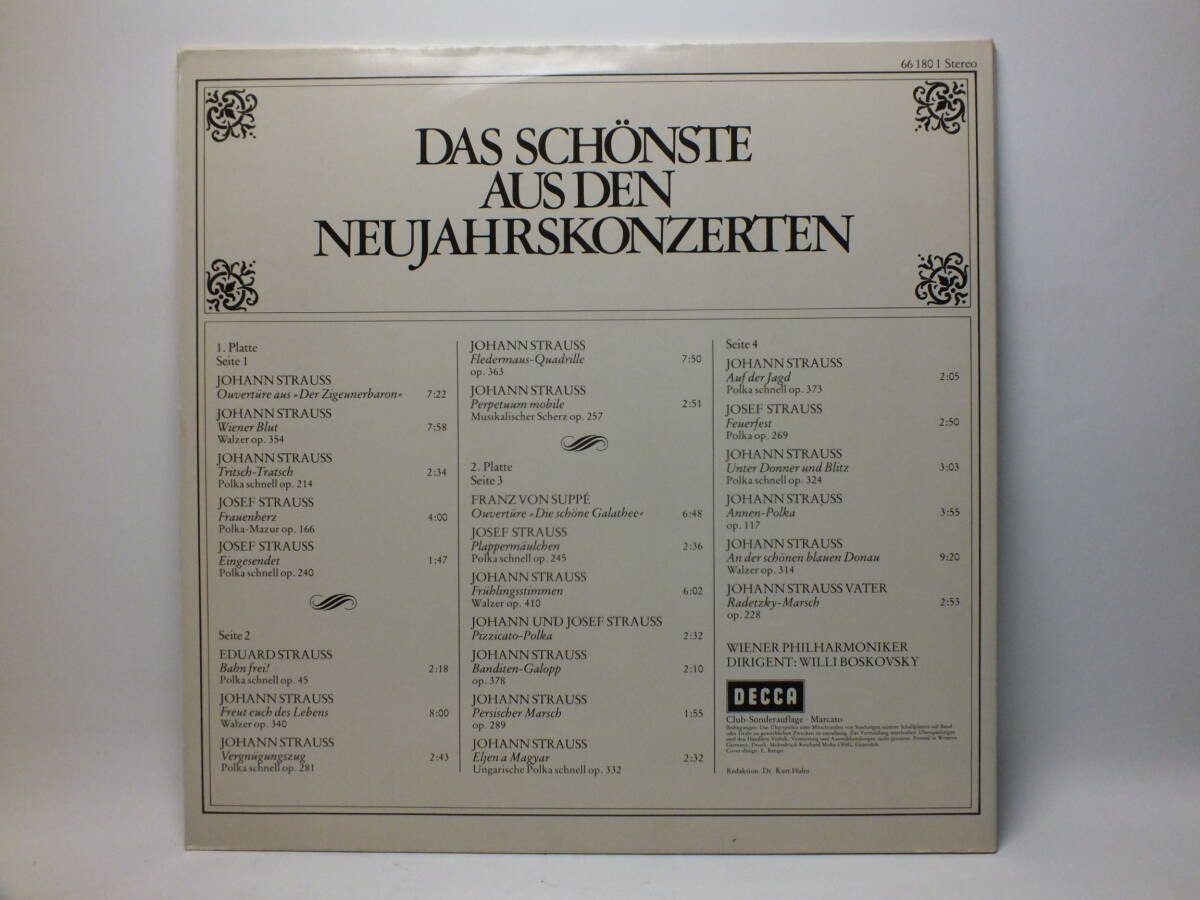 66 180 1 Stereo
DAS SCHÖNSTE
AUS DEN
NEUJAHRSKONZERTEN
1. Platte
Seite 1
JOHANN STRAUSS
Ouvertüre aus »Der Zigeunerbaron« 7:22
JOHANN STRAUSS
Wiener Blut 7:58
Walzer op. 354
JOHANN STRAUSS
Tritsch-Tratsch 2:34
Polka schnell op. 214
JOSEF STRAUSS
Frauenherz 4:00
Polka-Mazur op. 166
JOSEF STRAUSS
Eingesendet 1:47
Polka schnell op. 240
Seite 2
EDUARD STRAUSS
Bahn frei! 2:18
Polka schnell op. 45
JOHANN STRAUSS
Freut euch des Lebens 8:00
Walzer op. 340
JOHANN STRAUSS
Vergnügungszug 2:43
Polka schnell op. 281
JOHANN STRAUSS
Fledermaus-Quadrille 7:50
op. 363
JOHANN STRAUSS
Perpetuum mobile 2:51
Musikalischer Scherz op. 257
2. Platte
Seite 3
FRANZ VON SUPPÉ
Ouvertüre »Die schöne Galathee« 6:48
JOSEF STRAUSS
Plappermäulchen 2:36
Polka schnell op. 245
JOHANN STRAUSS
Frühlingsstimmen 6:02
Walzer op. 410
JOHANN UND JOSEF STRAUSS
Pizzicato-Polka 2:32
JOHANN STRAUSS
Banditen-Galopp 2:10
op. 378
JOHANN STRAUSS
Persischer Marsch 1:55
op. 289
JOHANN STRAUSS
Eljen a Magyar 2:32
Ungarische Polka schnell op. 332
Seite 4
JOHANN STRAUSS
Auf der Jagd 2:05
Polka schnell op. 373
JOSEF STRAUSS
Feuerfest 2:50
Polka op. 269
JOHANN STRAUSS
Unter Donner und Blitz 3:03
Polka schnell op. 324
JOHANN STRAUSS
Annen-Polka 3:55
op. 117
JOHANN STRAUSS
An der schönen blauen Donau 9:20
Walzer op. 314
JOHANN STRAUSS VATER
Radetzky-Marsch 2:53
op. 228
WIENER PHILHARMONIKER
DIRIGENT: WILLI BOSKOVSKY
DECCA
Club-Sonderauflage · Marcato
Redaktion: Dr. Kurt Hahn